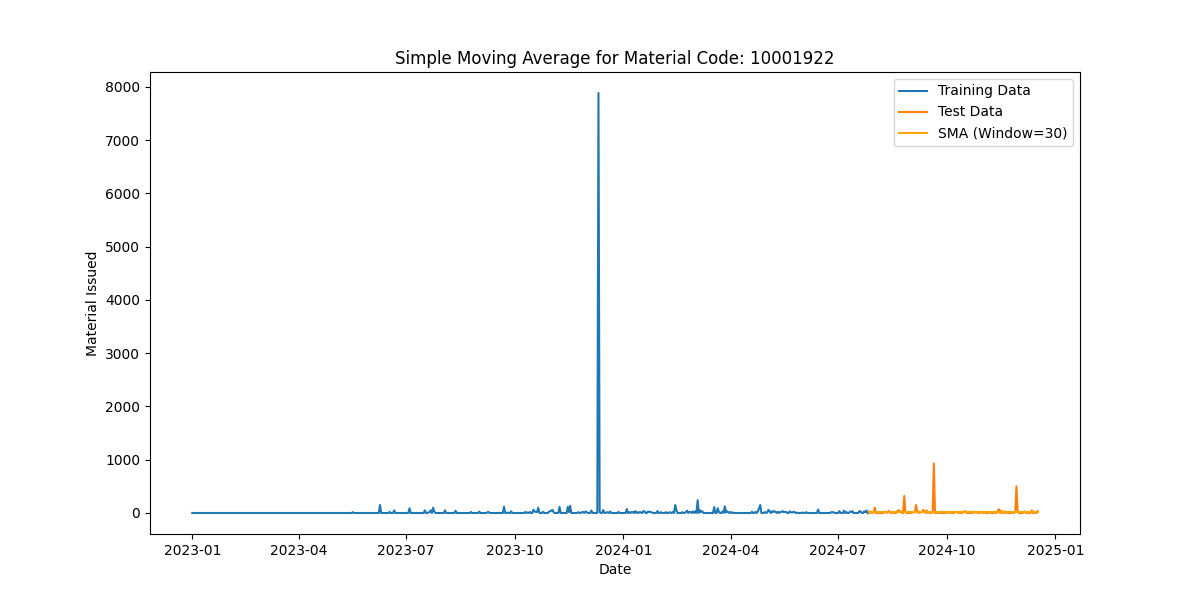 Simple Moving Average for Material Code: 10001922
Training Data
Test Data
SMA (Window=30)
Material Issued
8000
7000
6000
5000
4000
3000
2000
1000
0
2023-01 2023-04 2023-07 2023-10 2024-01 2024-04 2024-07 2024-10 2025-01
Date